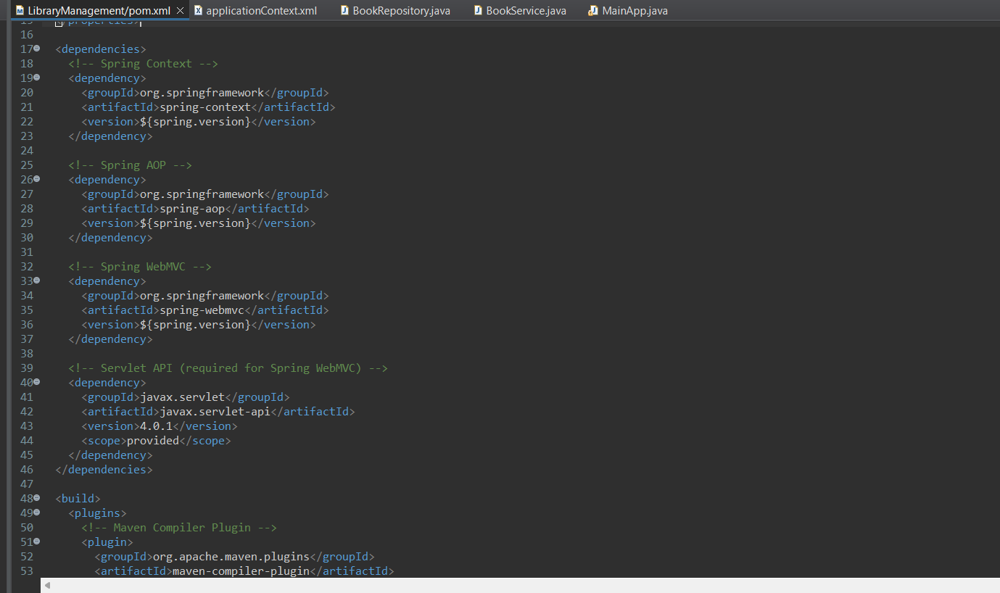 LibraryManagement/pom.xml applicationContext.xml BookRepository.java BookService.java MainApp.java
15 </properties>
16
17 <dependencies>
18 <!-- Spring Context -->
19 <dependency>
20 <groupId>org.springframework</groupId>
21 <artifactId>spring-context</artifactId>
22 <version>${spring.version}</version>
23 </dependency>
24
25 <!-- Spring AOP -->
26 <dependency>
27 <groupId>org.springframework</groupId>
28 <artifactId>spring-aop</artifactId>
29 <version>${spring.version}</version>
30 </dependency>
31
32 <!-- Spring WebMVC -->
33 <dependency>
34 <groupId>org.springframework</groupId>
35 <artifactId>spring-webmvc</artifactId>
36 <version>${spring.version}</version>
37 </dependency>
38
39 <!-- Servlet API (required for Spring WebMVC) -->
40 <dependency>
41 <groupId>javax.servlet</groupId>
42 <artifactId>javax.servlet-api</artifactId>
43 <version>4.0.1</version>
44 <scope>provided</scope>
45 </dependency>
46 </dependencies>
47
48 <build>
49 <plugins>
50 <!-- Maven Compiler Plugin -->
51 <plugin>
52 <groupId>org.apache.maven.plugins</groupId>
53 <artifactId>maven-compiler-plugin</artifactId>